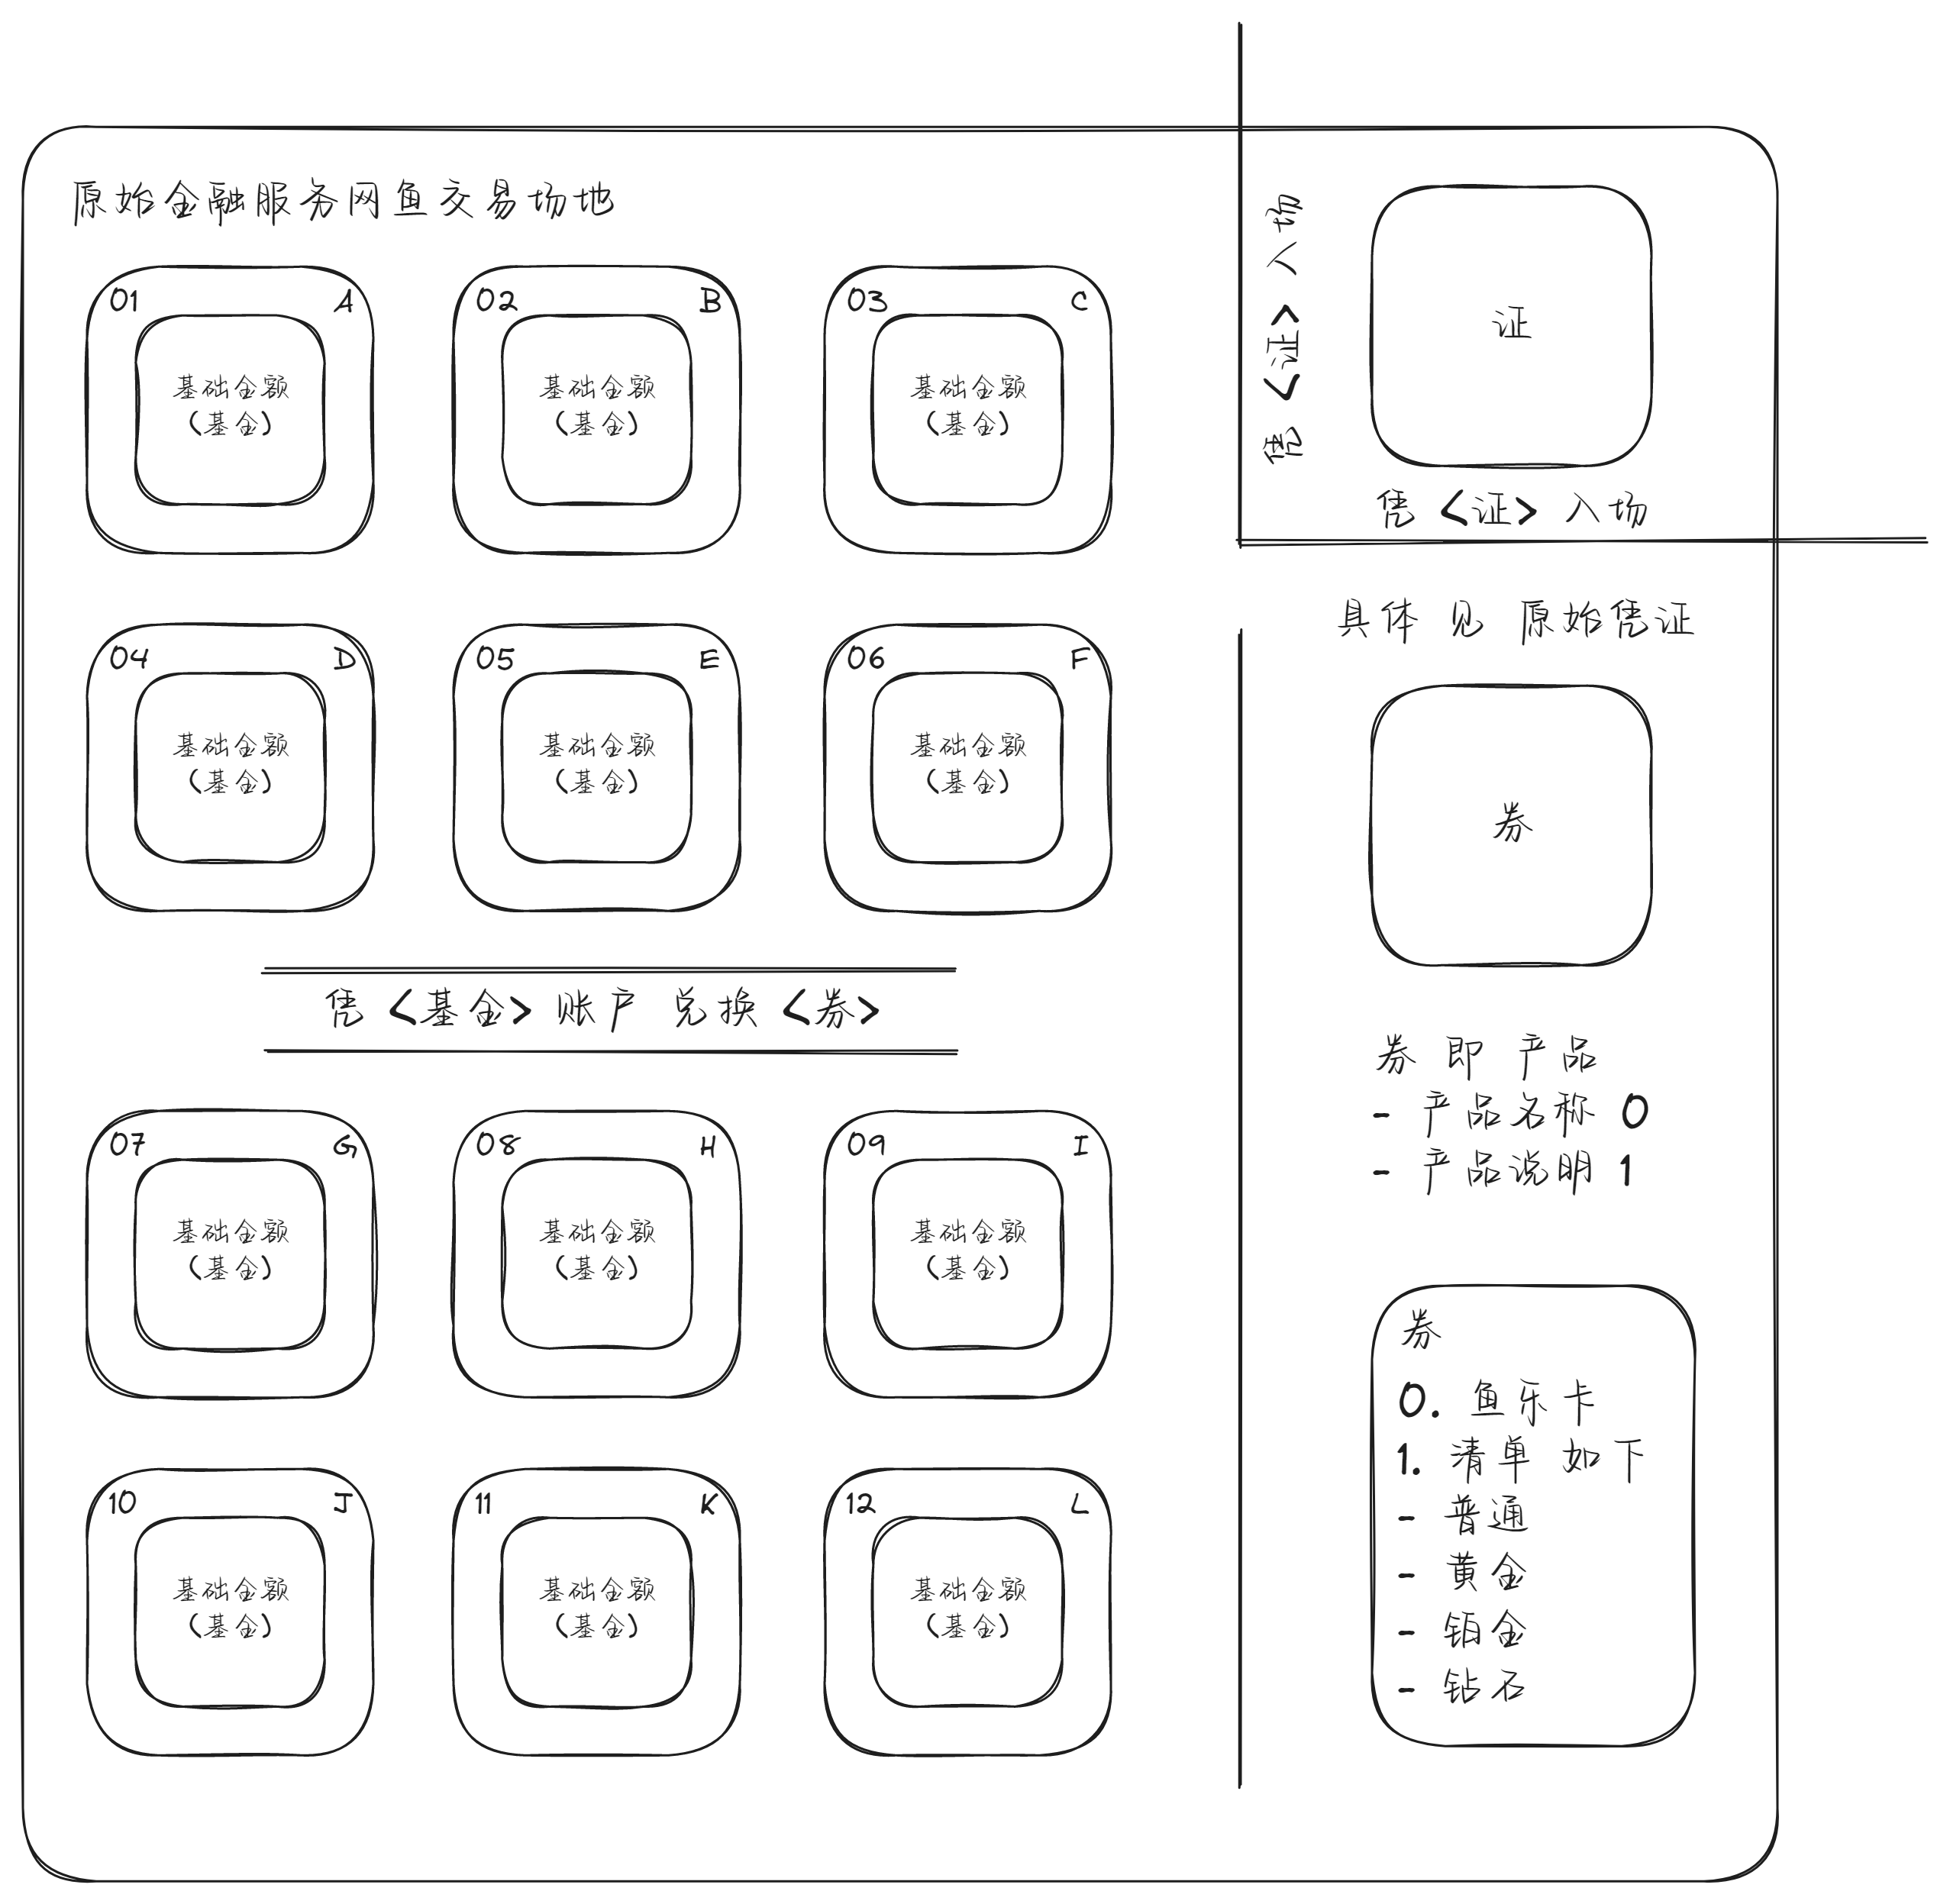 原始金融服务网鱼交易场地
01 A
基础金额
(基金)
02 B
基础金额
(基金)
03 C
基础金额
(基金)
04 D
基础金额
(基金)
05 E
基础金额
(基金)
06 F
基础金额
(基金)
凭 <基金> 账户 兑换 <券>
07 G
基础金额
(基金)
08 H
基础金额
(基金)
09 I
基础金额
(基金)
10 J
基础金额
(基金)
11 K
基础金额
(基金)
12 L
基础金额
(基金)
凭 <证> 入场
证
凭 <证> 入场
具体 见 原始凭证
券
券 即 产品
- 产品名称 0
- 产品说明 1
券
0. 鱼乐卡
1. 清单 如下
- 普通
- 黄金
- 铂金
- 钻石